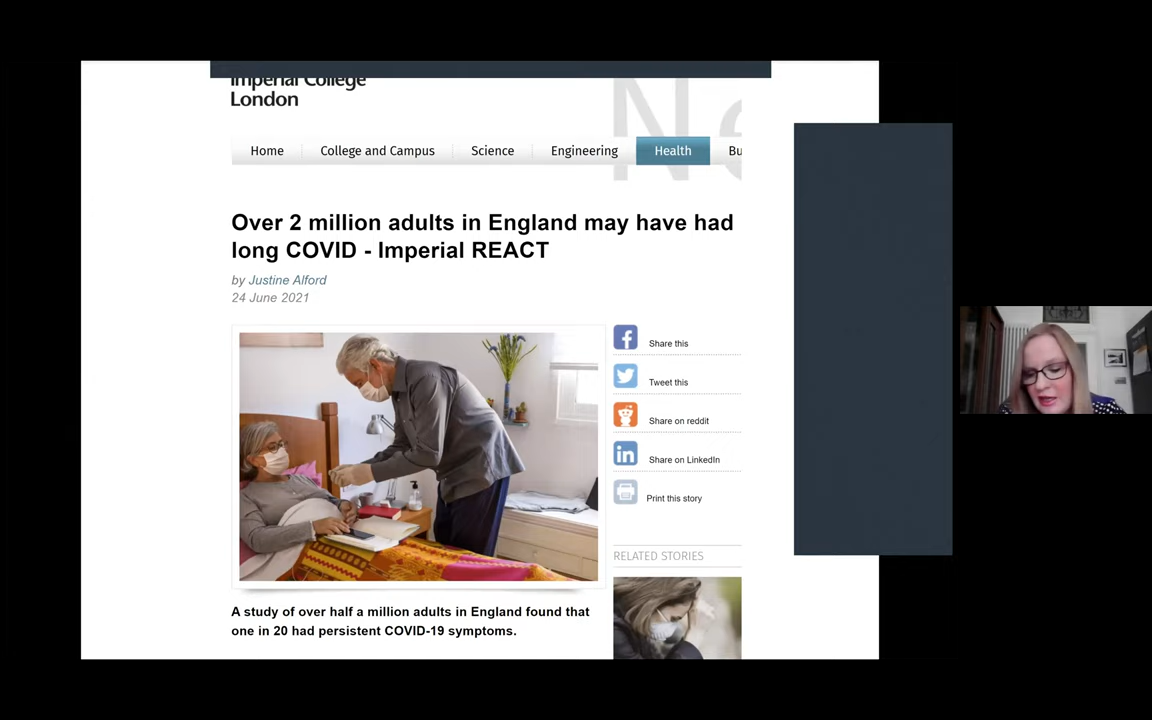 Imperial College
London
Home
College and Campus
Science
Engineering
Health
Over 2 million adults in England may have had
long COVID - Imperial REACT
by Justine Alford
24 June 2021
Share this
Tweet this
Share on reddit
Share on LinkedIn
Print this story
RELATED STORIES
A study of over half a million adults in England found that
one in 20 had persistent COVID-19 symptoms.